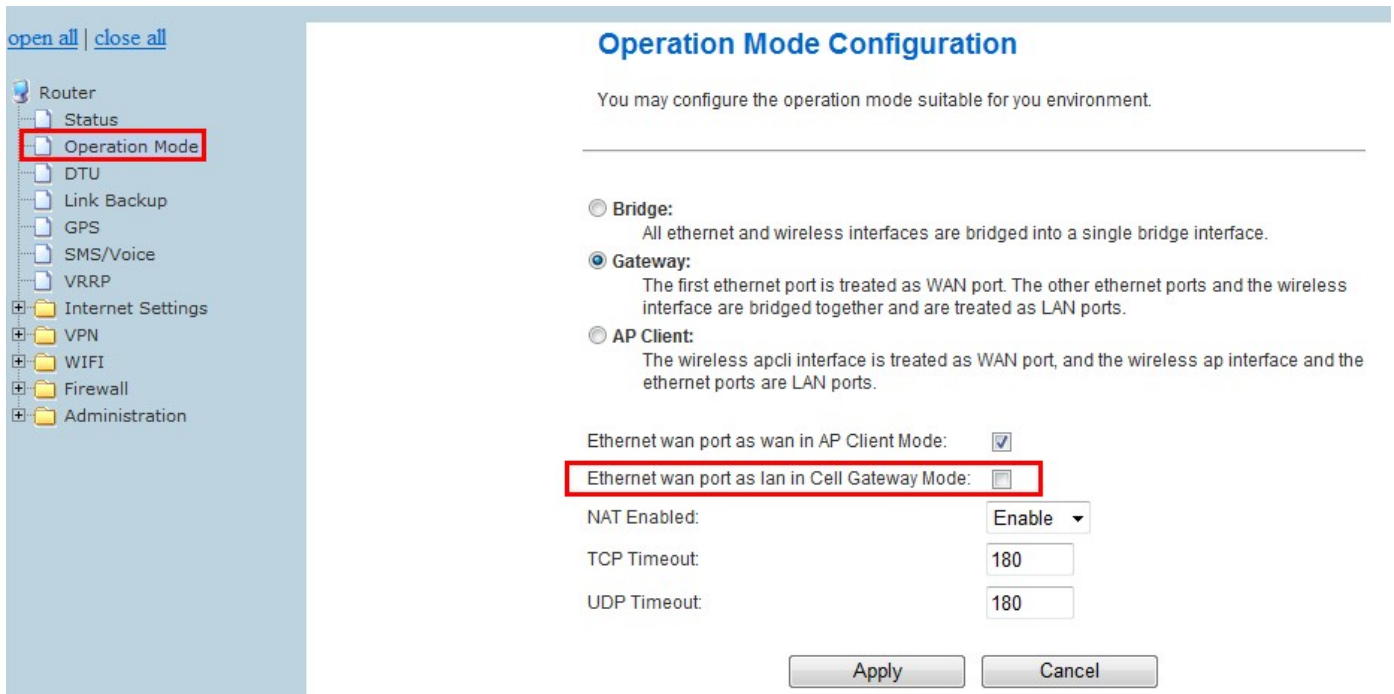 open all | close all
Router
Status
Operation Mode
DTU
Link Backup
GPS
SMS/Voice
VRRP
Internet Settings
VPN
WIFI
Firewall
Administration
Operation Mode Configuration
You may configure the operation mode suitable for you environment.
Bridge:
All ethernet and wireless interfaces are bridged into a single bridge interface.
Gateway:
The first ethernet port is treated as WAN port. The other ethernet ports and the wireless
interface are bridged together and are treated as LAN ports.
AP Client:
The wireless apcli interface is treated as WAN port, and the wireless ap interface and the
ethernet ports are LAN ports.
Ethernet wan port as wan in AP Client Mode:
Ethernet wan port as lan in Cell Gateway Mode:
NAT Enabled: Enable
TCP Timeout: 180
UDP Timeout: 180
Apply Cancel